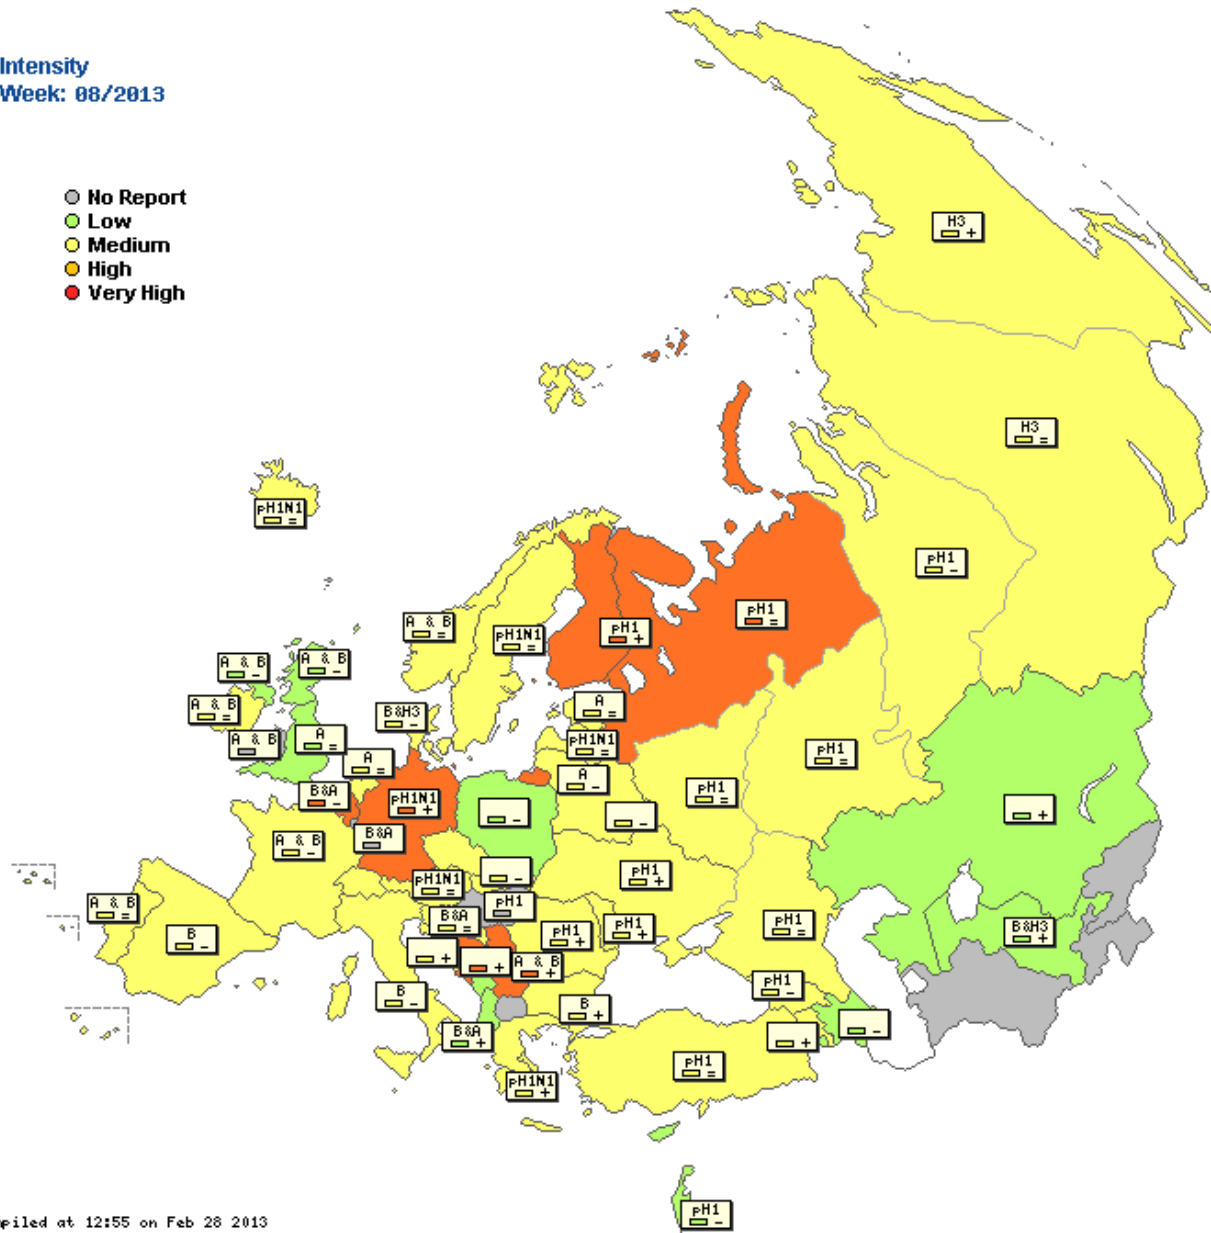 Intensity
Week: 08/2013
No Report
Low
Medium
High
Very High
H3
+
H3
=
pH1N1
=
pH1
-
pH1
=
A & B
=
pH1
+
pH1N1
=
A & B
-
A & B
-
A & B
=
A
=
B&H3
-
A & B
A
=
pH1N1
=
pH1
=
A
=
A
-
pH1
=
B&A
-
pH1N1
+
-
-
+
B&A
A & B
-
-
pH1
+
pH1N1
=
pH1
A & B
=
B&A
=
pH1
+
pH1
=
B&H3
+
B
-
pH1
+
+
+
A & B
+
B
-
pH1
-
B
+
-
B&A
+
+
pH1
=
pH1N1
+
pH1
-
piled at 12:55 on Feb 28 2013